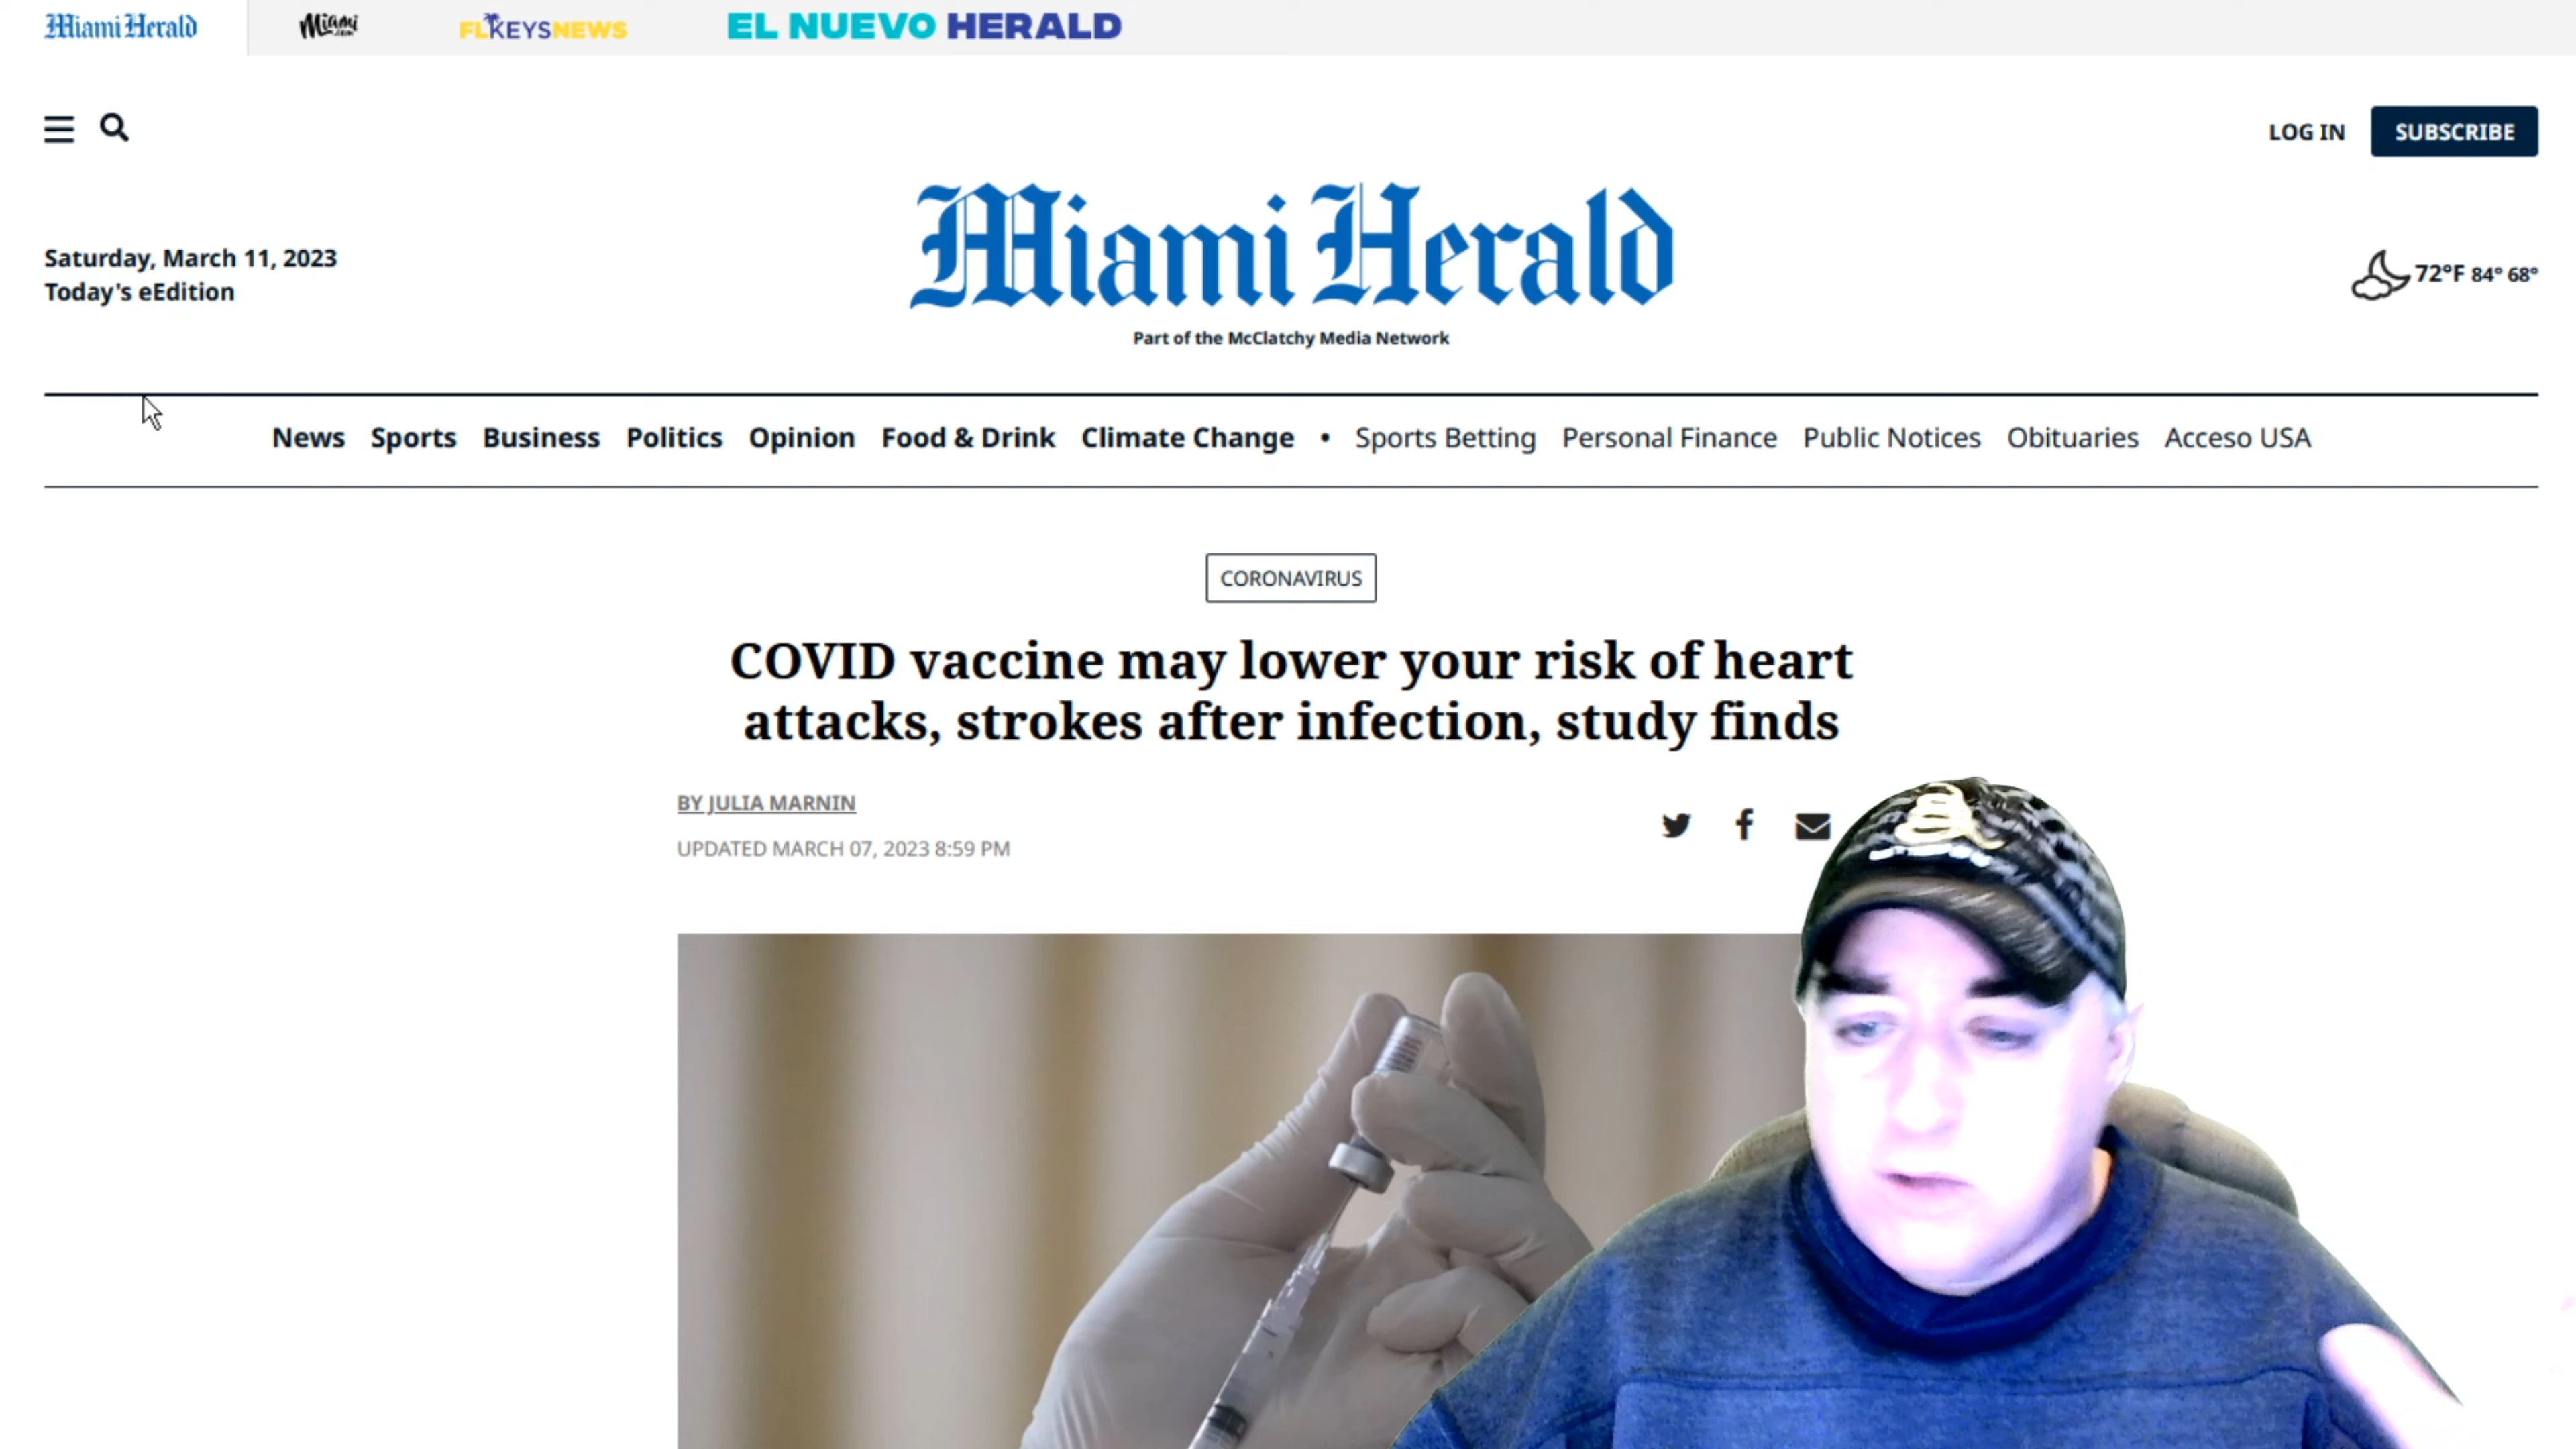 Miami Herald
Miami.com
FLKEYSNEWS
EL NUEVO HERALD
LOG IN
SUBSCRIBE
Miami Herald
Saturday, March 11, 2023
Today's eEdition
72°F 84° 68°
Part of the McClatchy Media Network
News Sports Business Politics Opinion Food & Drink Climate Change • Sports Betting Personal Finance Public Notices Obituaries Acceso USA
CORONAVIRUS
COVID vaccine may lower your risk of heart
attacks, strokes after infection, study finds
BY JULIA MARNIN
UPDATED MARCH 07, 2023 8:59 PM